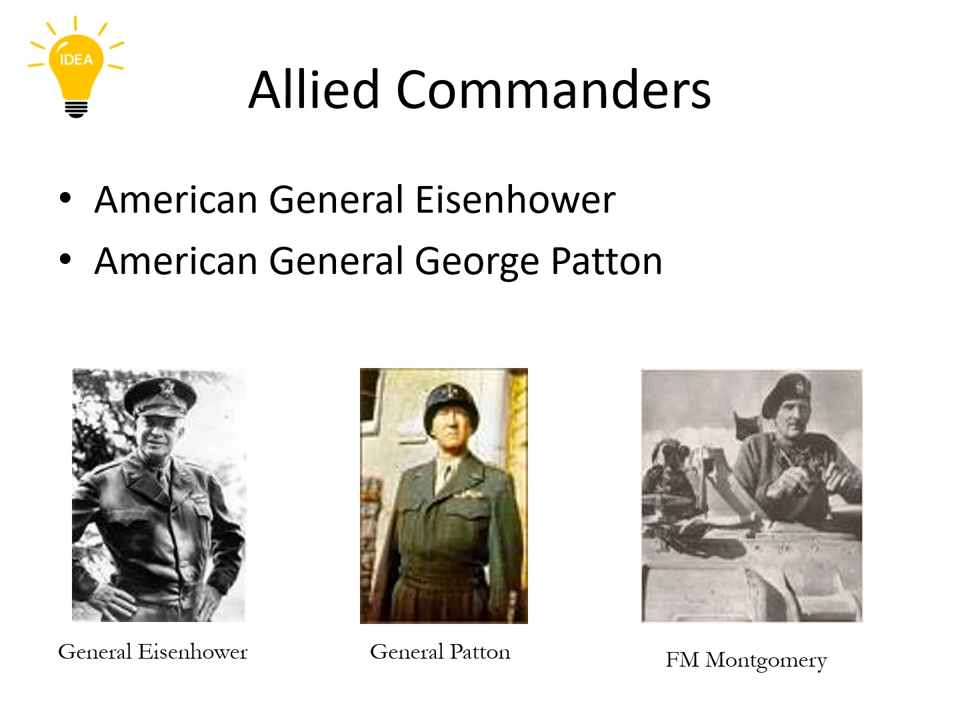 IDEA
Allied Commanders
• American General Eisenhower
• American General George Patton
General Eisenhower
General Patton
FM Montgomery